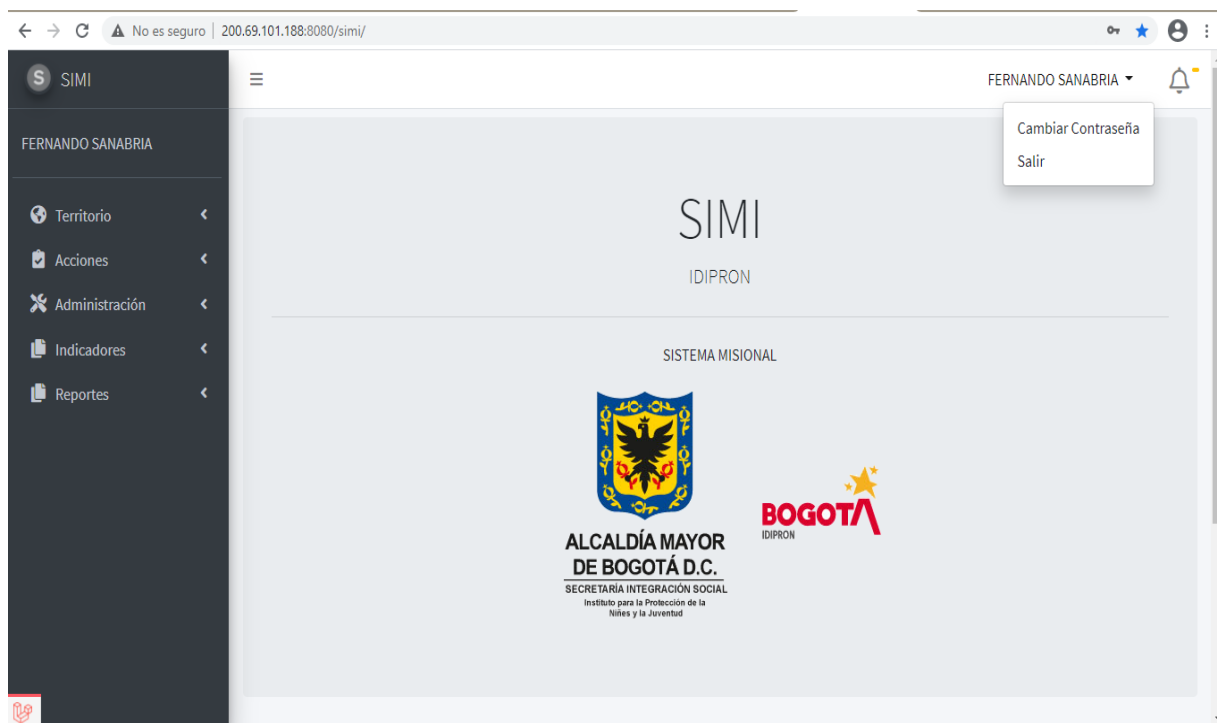 No es seguro | 200.69.101.188:8080/simi/
S SIMI
FERNANDO SANABRIA
FERNANDO SANABRIA
Territorio
Acciones
Administración
Indicadores
Reportes
Cambiar Contraseña
Salir
SIMI
IDIPRON
SISTEMA MISIONAL
ALCALDÍA MAYOR
DE BOGOTÁ D.C.
SECRETARÍA INTEGRACIÓN SOCIAL
Instituto para la Protección de la
Niñes y la Juventud
BOGOTÁ
IDIPRON